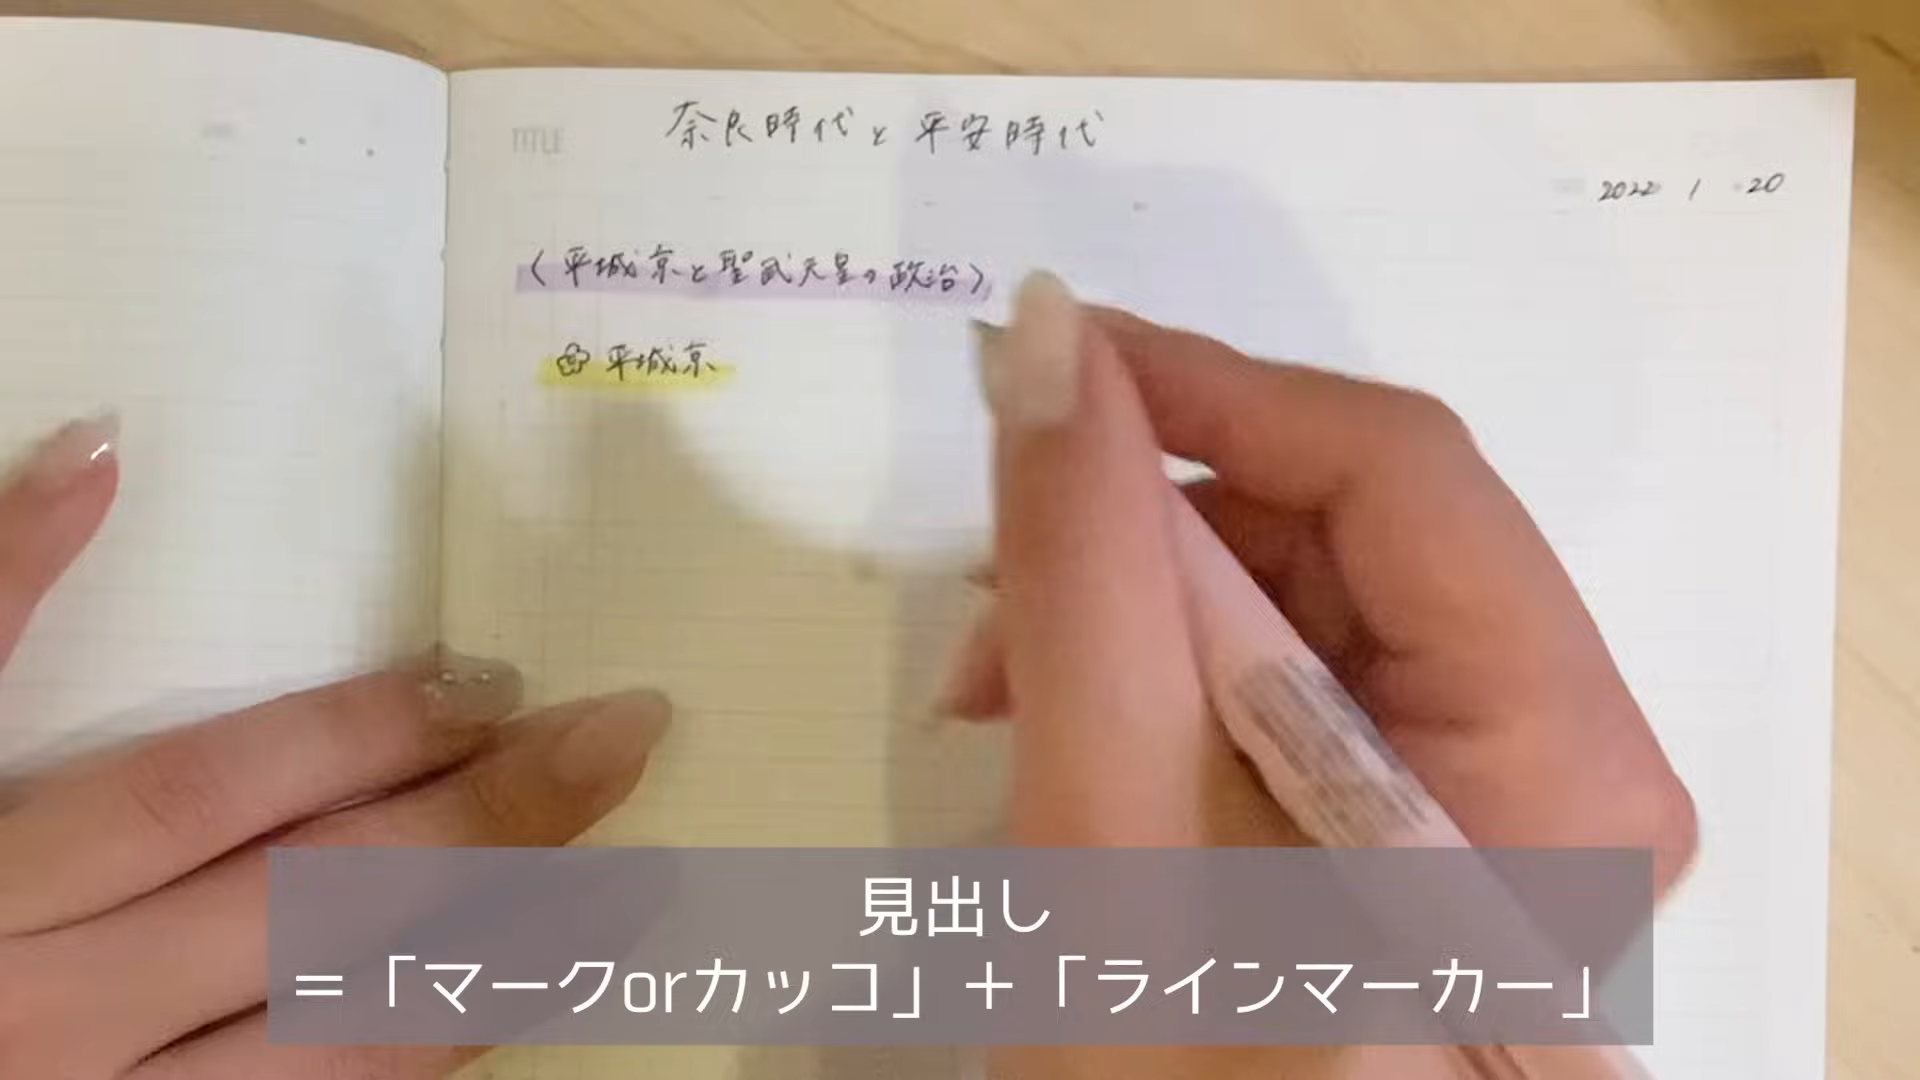 TITLE 奈良時代と平安時代
2022 1 20
〈平城京と聖武天皇の政治〉
平城京
見出し
＝「マークorカッコ」＋「ラインマーカー」